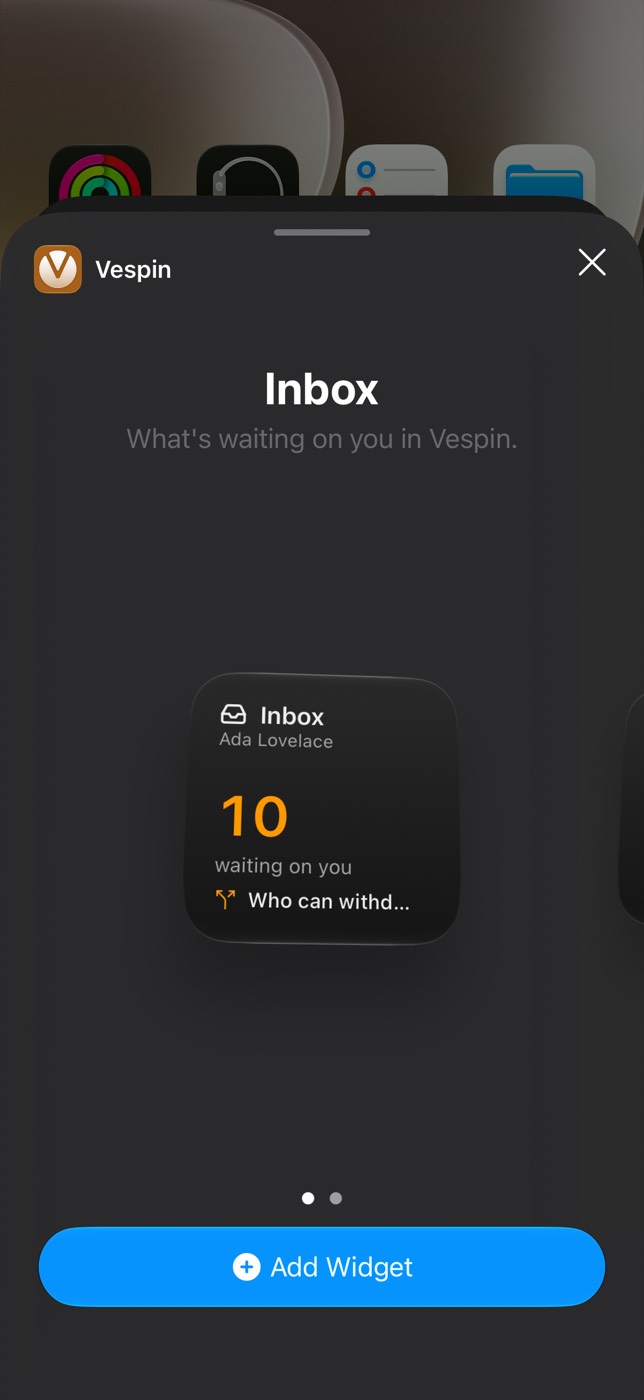 Vespin
Inbox
What's waiting on you in Vespin.
Inbox
Ada Lovelace
10
waiting on you
Who can withd...
Add Widget